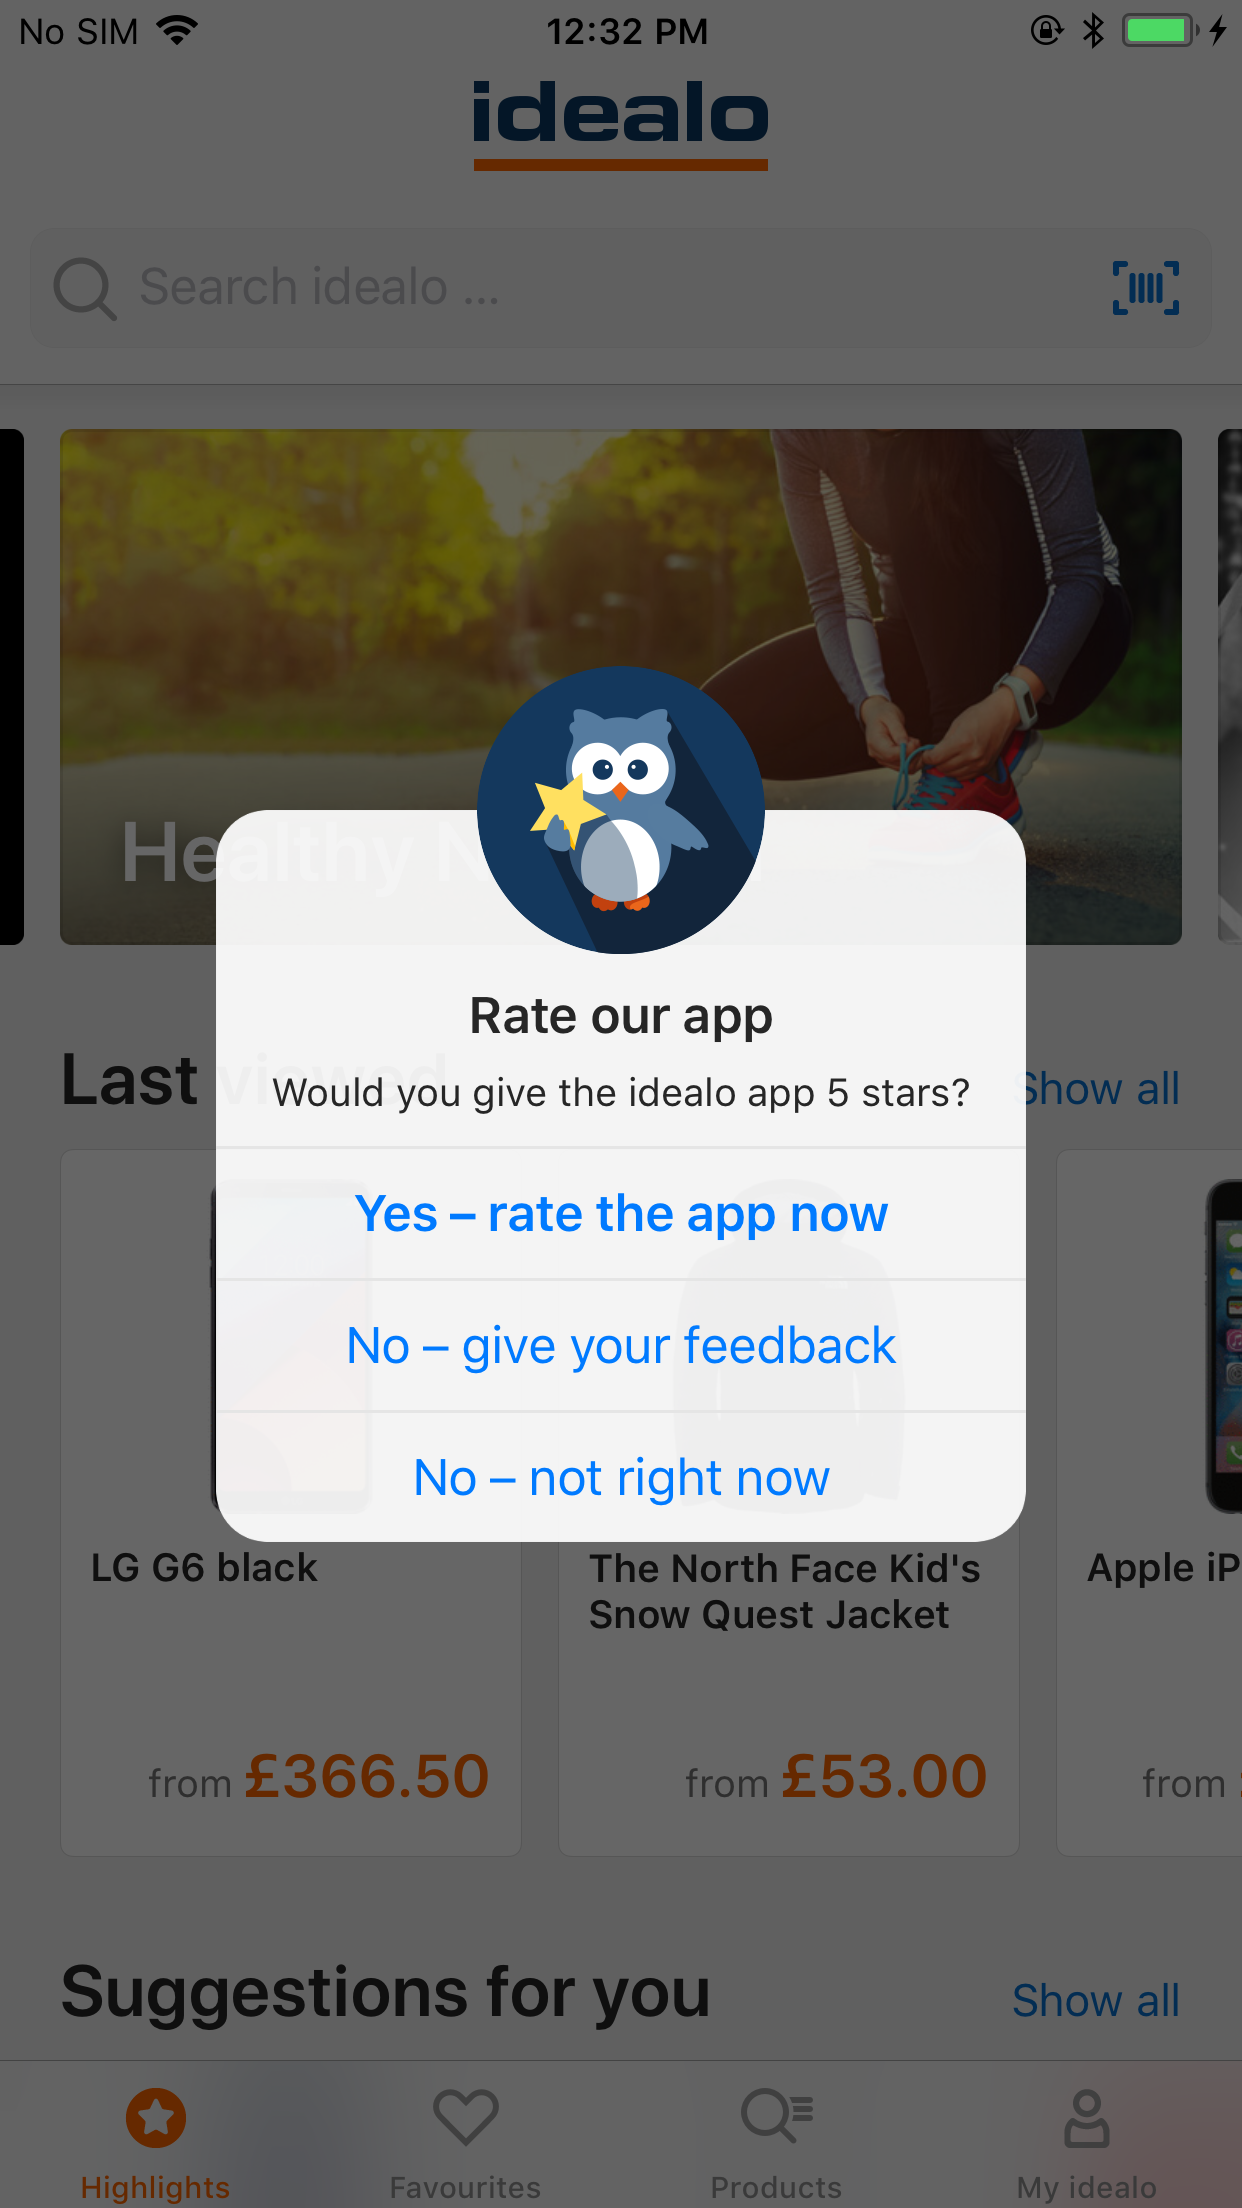 No SIM
12:32 PM
idealo
Search idealo ...
Healthy
Rate our app
Last viewed
Show all
Would you give the idealo app 5 stars?
Yes – rate the app now
No – give your feedback
No – not right now
LG G6 black
The North Face Kid's
Snow Quest Jacket
Apple iP
from £366.50
from £53.00
from
Suggestions for you
Show all
Highlights
Favourites
Products
My idealo